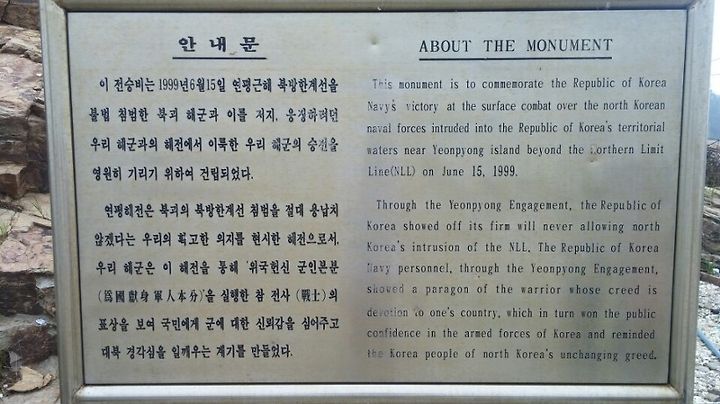 안 내 문
이 전승비는 1999년6월15일 연평근해 북방한계선을
불법 침범한 북괴 해군과 이를 저지, 응징하려던
우리 해군과의 해전에서 이룩한 우리 해군의 승전을
영원히 기리기 위하여 건립되었다.
연평해전은 북괴의 북방한계선 침범을 절대 용납치
않겠다는 우리의 확고한 의지를 현시한 해전으로서,
우리 해군은 이 해전을 통해 '위국헌신 군인본분
(爲國獻身 軍人本分)'을 실행한 참 전사(戰士)의
표상을 보여 국민에게 군에 대한 신뢰감을 심어주고
대북 경각심을 일깨우는 계기를 만들었다.
ABOUT THE MONUMENT
This monument is to commemorate the Republic of Korea
Navy's victory at the surface combat over the north Korean
naval forces intruded into the Republic of Korea's territorial
waters near Yeonpyong island beyond the Northern Limit
Line(NLL) on June 15, 1999.
Through the Yeonpyong Engagement, the Republic of
Korea showed off its firm will never allowing north
Korea's intrusion of the NLL. The Republic of Korea
Navy personnel, through the Yeonpyong Engagement,
showed a paragon of the warrior whose creed is
devotion to one's country, which in turn won the public
confidence in the armed forces of Korea and reminded
the Korea people of north Korea's unchanging greed.